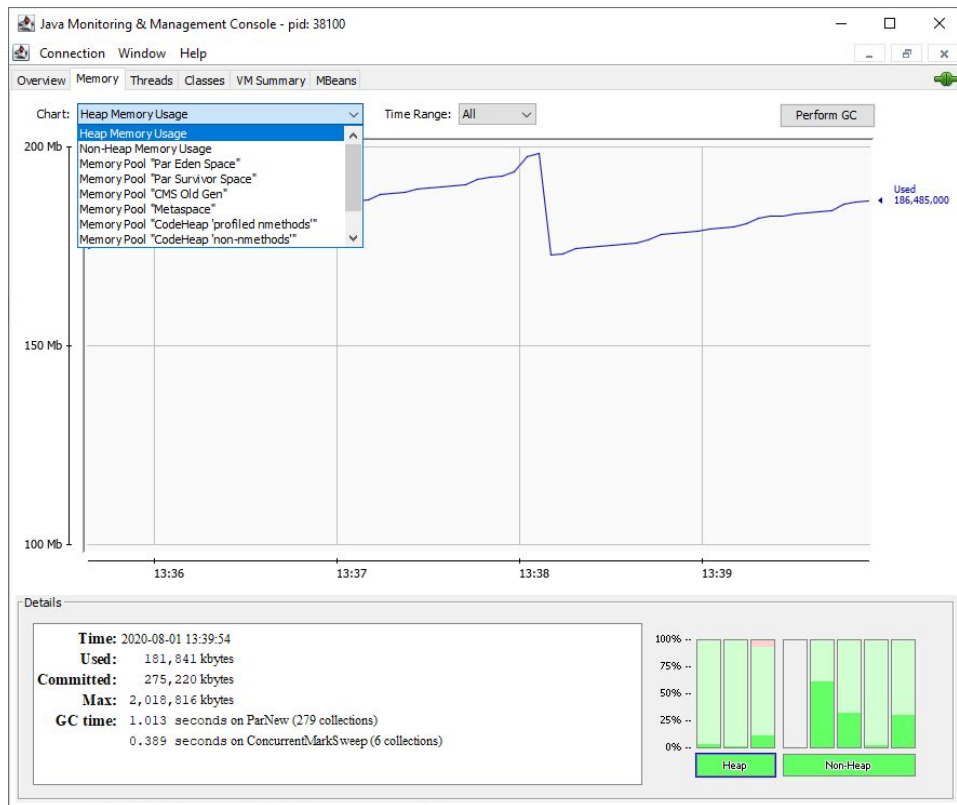 Java Monitoring & Management Console - pid: 38100
Connection Window Help
Overview Memory Threads Classes VM Summary MBeans
Chart: Heap Memory Usage Time Range: All Perform GC
Heap Memory Usage
Non-Heap Memory Usage
Memory Pool "Par Eden Space"
Memory Pool "Par Survivor Space"
Memory Pool "CMS Old Gen"
Memory Pool "Metaspace"
Memory Pool "CodeHeap 'profiled nmethods'"
Memory Pool "CodeHeap 'non-nmethods'"
200 Mb
Used
186,485,000
150 Mb
100 Mb
13:36 13:37 13:38 13:39
Details
Time: 2020-08-01 13:39:54
Used: 181,841 kbytes
Committed: 275,220 kbytes
Max: 2,018,816 kbytes
GC time: 1.013 seconds on ParNew (279 collections)
0.389 seconds on ConcurrentMarkSweep (6 collections)
100% --
75% --
50% --
25% --
0% --
Heap Non-Heap